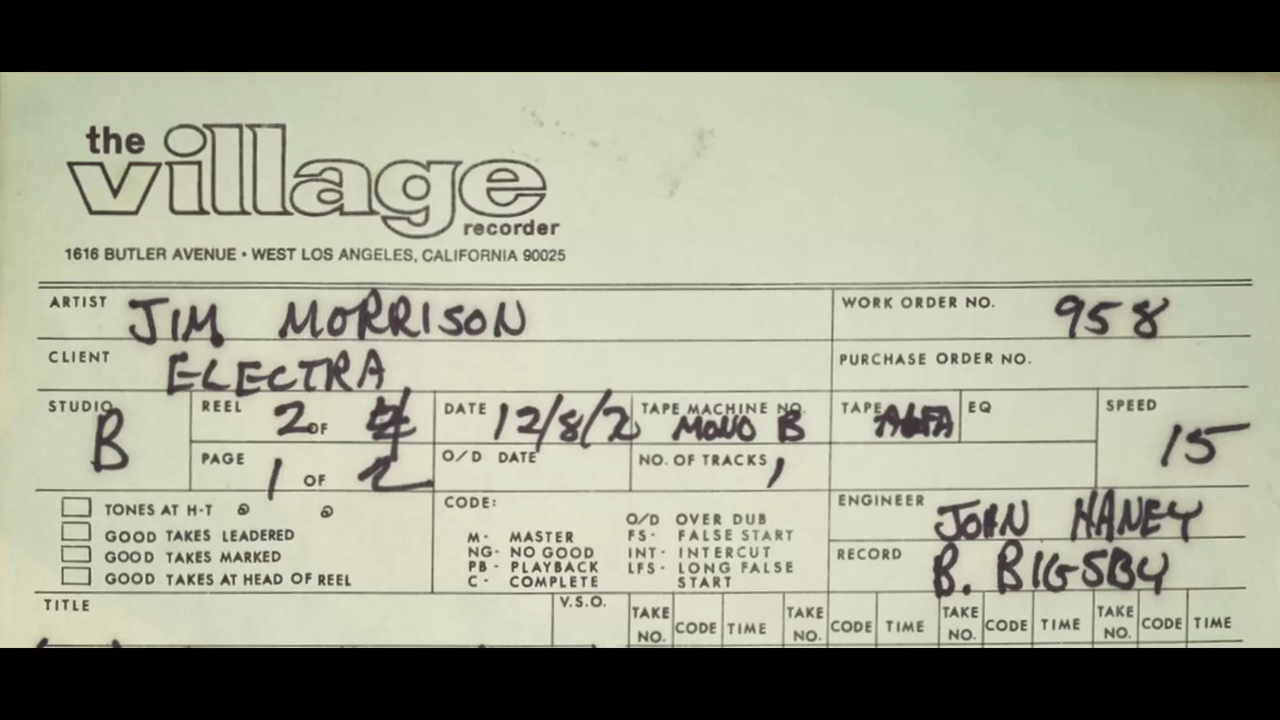 the
village
recorder
1616 BUTLER AVENUE • WEST LOS ANGELES, CALIFORNIA 90025
ARTIST JIM MORRISON WORK ORDER NO. 958
CLIENT ELECTRA PURCHASE ORDER NO.
STUDIO B REEL 2 OF DATE 12/8/2 TAPE MACHINE NO. MONO B TAPE AGFA EQ SPEED 15
PAGE 1 OF 2 O/D DATE NO. OF TRACKS 1
TONES AT H-T @ @
GOOD TAKES LEADERED
GOOD TAKES MARKED
GOOD TAKES AT HEAD OF REEL
CODE:
M- MASTER
NG- NO GOOD
PB - PLAYBACK
C - COMPLETE
O/D OVER DUB
FS- FALSE START
INT- INTERCUT
LFS- LONG FALSE
START
ENGINEER JOHN HANEY
RECORD B. BIGSBY
TITLE V.S.O. TAKE NO. CODE TIME TAKE NO. CODE TIME TAKE NO. CODE TIME TAKE NO. CODE TIME